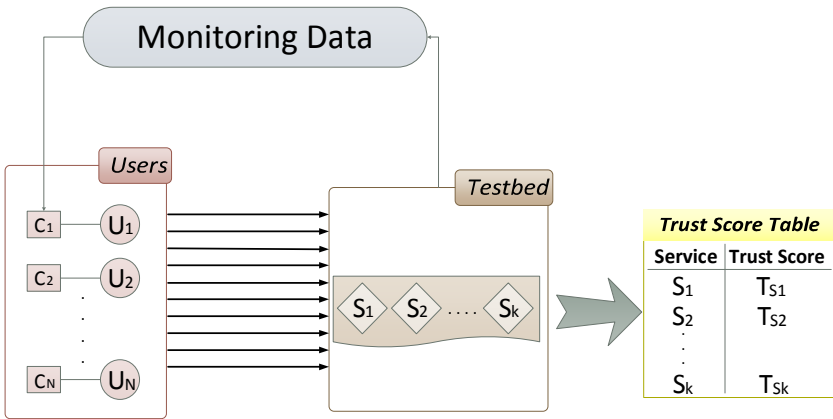 Monitoring Data
Users
Testbed
C1 U1
C2 U2
CN UN
S1 S2 .... Sk
Trust Score Table
Service Trust Score
S1 TS1
S2 TS2
Sk TSk